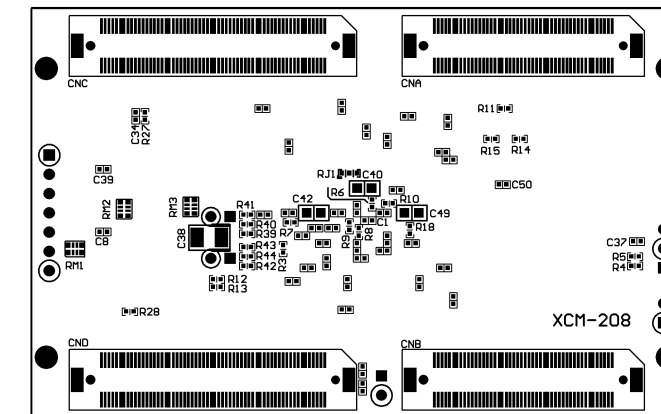 CNC
CNA
R11
C34
R27
R15
R14
RJ1
C40
C39
R6
C50
RM2
RM3
R41
C42
R10
C49
R40
R7
C1
C8
C38
R39
R9
R8
R18
RM1
R43
R3
C37
R44
R5
R42
R4
R12
R13
R28
XCM-208
CND
CNB